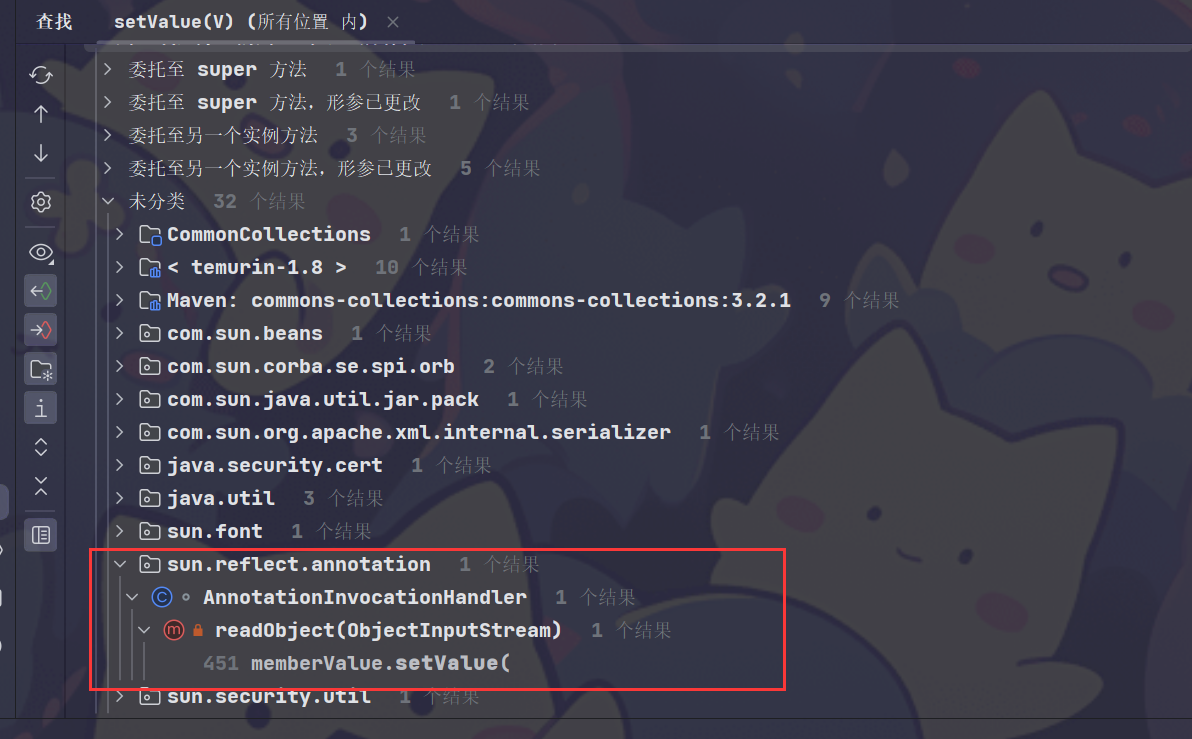 查找 setValue(V) (所有位置 内)
委托至 super 方法 1 个结果
委托至 super 方法, 形参已更改 1 个结果
委托至另一个实例方法 3 个结果
委托至另一个实例方法, 形参已更改 5 个结果
未分类 32 个结果
CommonCollections 1 个结果
< temurin-1.8 > 10 个结果
Maven: commons-collections:commons-collections:3.2.1 9 个结果
com.sun.beans 1 个结果
com.sun.corba.se.spi.orb 2 个结果
com.sun.java.util.jar.pack 1 个结果
com.sun.org.apache.xml.internal.serializer 1 个结果
java.security.cert 1 个结果
java.util 3 个结果
sun.font 1 个结果
sun.reflect.annotation 1 个结果
AnnotationInvocationHandler 1 个结果
readObject(ObjectInputStream) 1 个结果
451 memberValue.setValue(
sun.security.util 1 个结果